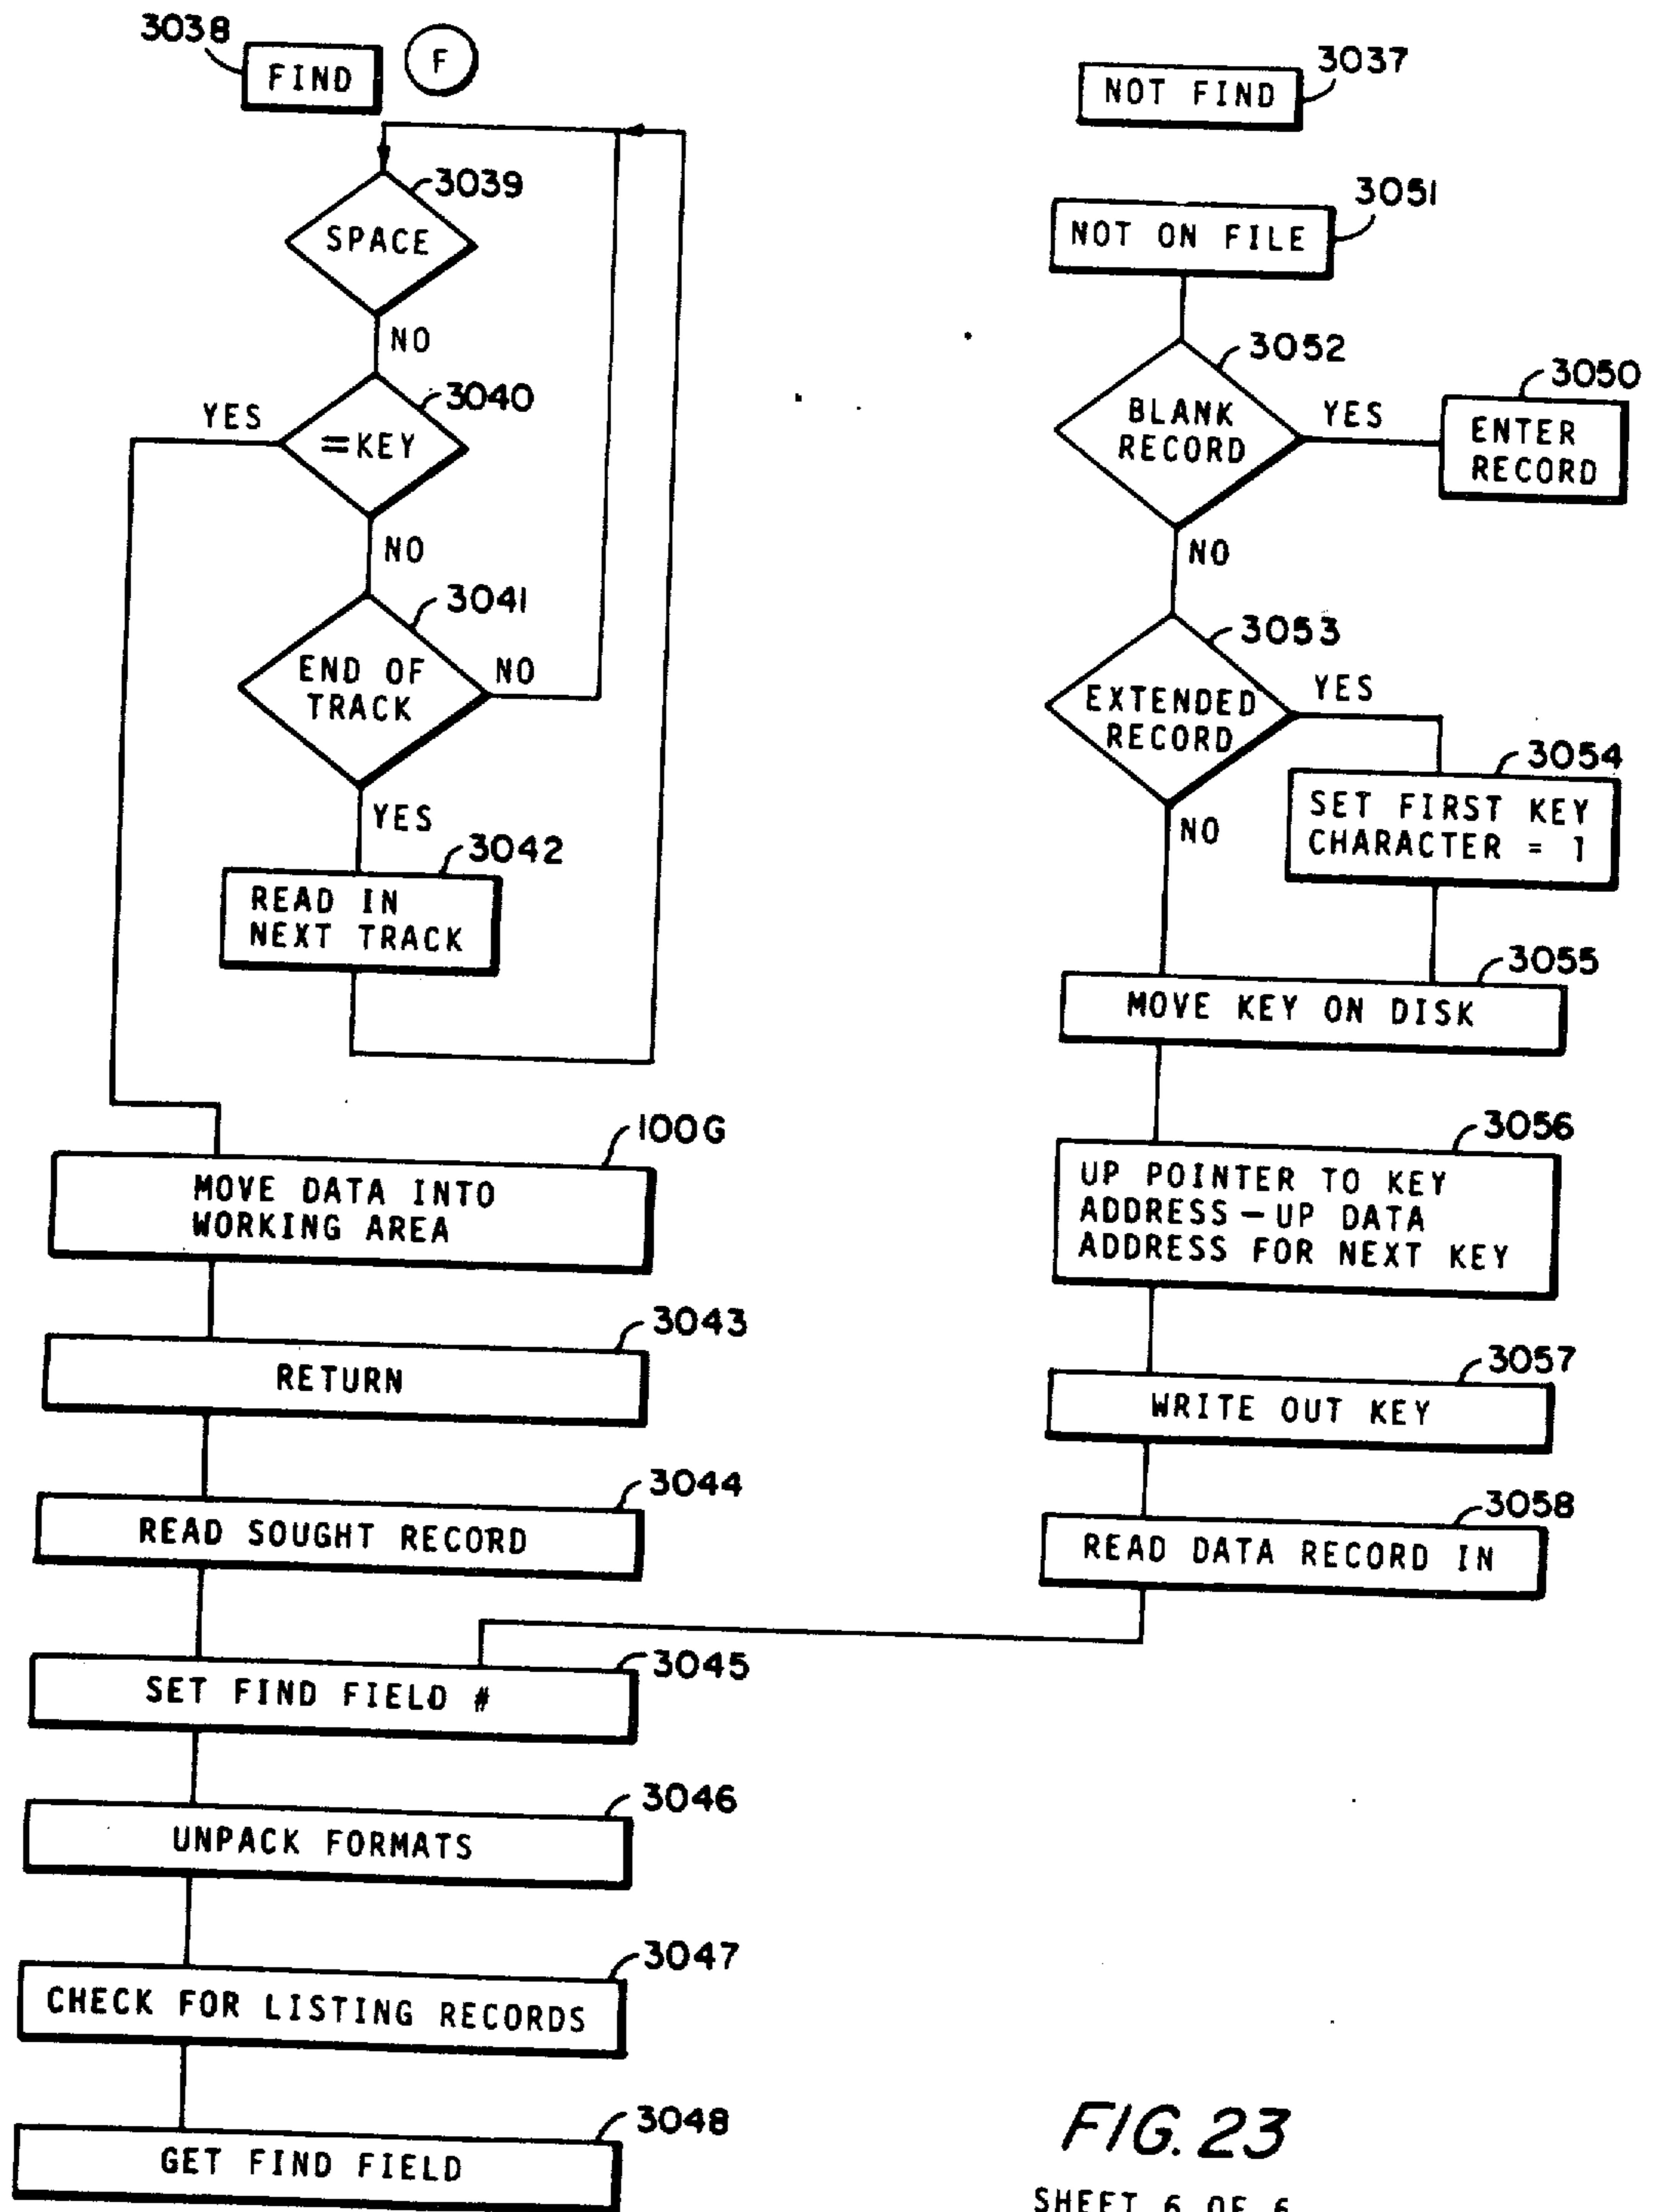 3038
FIND
F
3039
SPACE
NO
3040
YES
=KEY
NO
3041
END OF
TRACK
NO
YES
3042
READ IN
NEXT TRACK
100G
MOVE DATA INTO
WORKING AREA
3043
RETURN
3044
READ SOUGHT RECORD
3045
SET FIND FIELD #
3046
UNPACK FORMATS
3047
CHECK FOR LISTING RECORDS
3048
GET FIND FIELD
3037
NOT FIND
3051
NOT ON FILE
3052
BLANK
RECORD
YES
3050
ENTER
RECORD
NO
3053
EXTENDED
RECORD
YES
3054
SET FIRST KEY
CHARACTER = 1
NO
3055
MOVE KEY ON DISK
3056
UP POINTER TO KEY
ADDRESS—UP DATA
ADDRESS FOR NEXT KEY
3057
WRITE OUT KEY
3058
READ DATA RECORD IN
FIG. 23
SHEET 6 OF 6